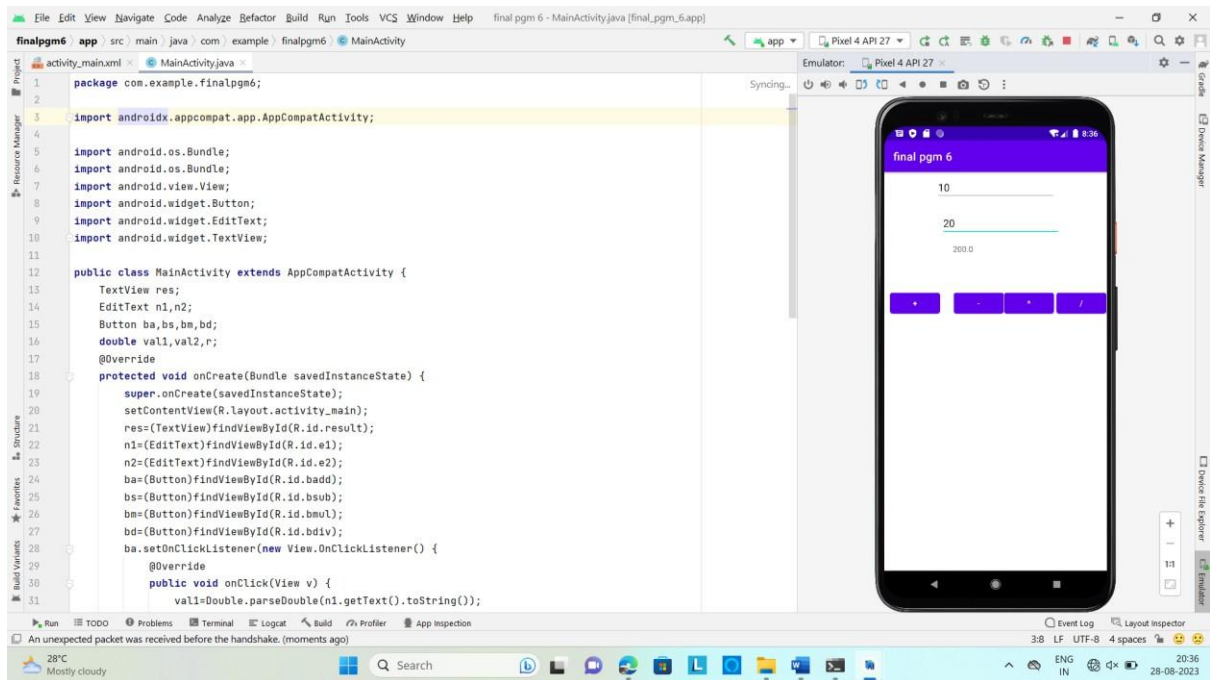 File Edit View Navigate Code Analyze Refactor Build Run Tools VCS Window Help final pgm 6 - MainActivity.java [final_pgm_6.app]
finalpgm6 app src main java com example finalpgm6 MainActivity app Pixel 4 API 27
activity_main.xml MainActivity.java Emulator: Pixel 4 API 27
Project
Resource Manager
Structure
Favorites
Build Variants
Syncing...
1 package com.example.finalpgm6;
2
3 import androidx.appcompat.app.AppCompatActivity;
4
5 import android.os.Bundle;
6 import android.os.Bundle;
7 import android.view.View;
8 import android.widget.Button;
9 import android.widget.EditText;
10 import android.widget.TextView;
11
12 public class MainActivity extends AppCompatActivity {
13 TextView res;
14 EditText n1,n2;
15 Button ba,bs,bm,bd;
16 double val1,val2,r;
17 @Override
18 protected void onCreate(Bundle savedInstanceState) {
19 super.onCreate(savedInstanceState);
20 setContentView(R.layout.activity_main);
21 res=(TextView)findViewById(R.id.result);
22 n1=(EditText)findViewById(R.id.e1);
23 n2=(EditText)findViewById(R.id.e2);
24 ba=(Button)findViewById(R.id.badd);
25 bs=(Button)findViewById(R.id.bsub);
26 bm=(Button)findViewById(R.id.bmul);
27 bd=(Button)findViewById(R.id.bdiv);
28 ba.setOnClickListener(new View.OnClickListener() {
29 @Override
30 public void onClick(View v) {
31 val1=Double.parseDouble(n1.getText().toString());
8:36
final pgm 6
10
20
200.0
+ - * /
Gradle
Device Manager
Device File Explorer
Emulator
1:1
Run TODO Problems Terminal Logcat Build Profiler App Inspection Event Log Layout Inspector
An unexpected packet was received before the handshake. (moments ago) 3:8 LF UTF-8 4 spaces
28°C
Mostly cloudy
Search
ENG
IN
20:36
28-08-2023